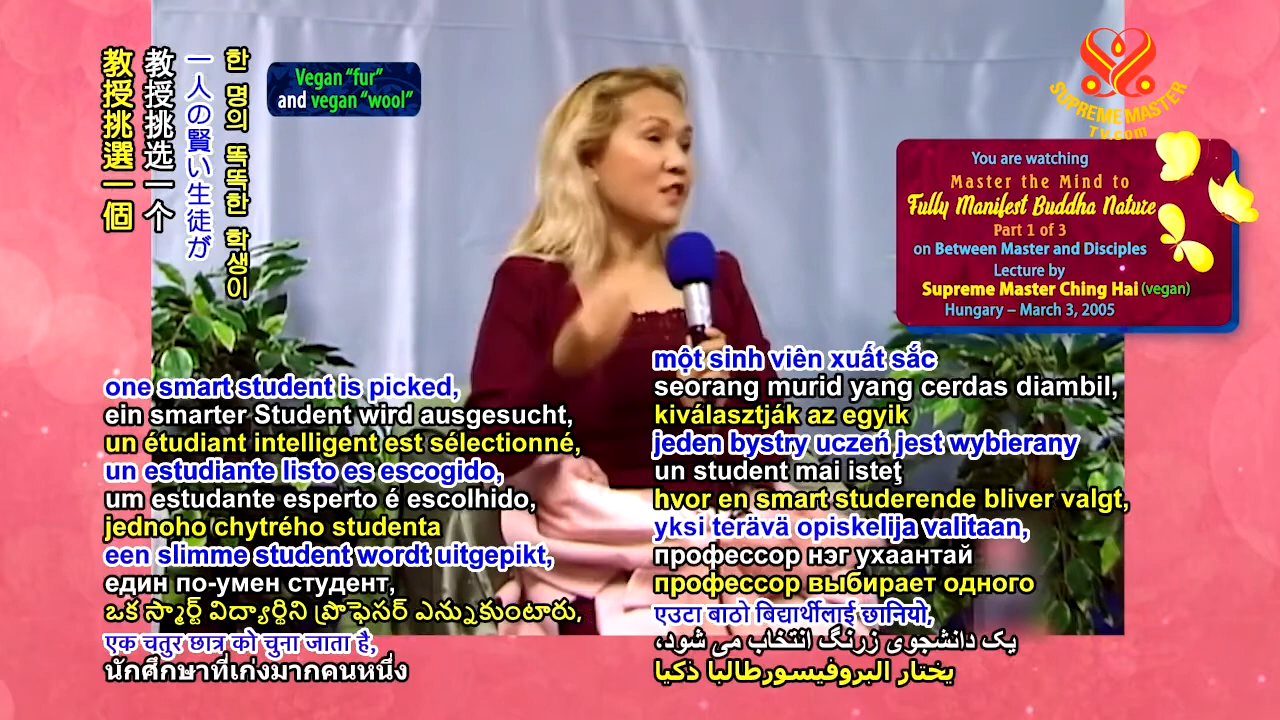 教授挑選一個
教授挑选一个
一人の賢い生徒が
한 명의 똑똑한 학생이
Vegan “fur”
and vegan “wool”
SUPREME MASTER
TV.com
You are watching
Master the Mind to
Fully Manifest Buddha Nature
Part 1 of 3
on Between Master and Disciples
Lecture by
Supreme Master Ching Hai (vegan)
Hungary – March 3, 2005
one smart student is picked,
ein smarter Student wird ausgesucht,
un étudiant intelligent est sélectionné,
un estudiante listo es escogido,
um estudante esperto é escolhido,
jednoho chytrého studenta
een slimme student wordt uitgepikt,
един по-умен студент,
ఒక స్మార్ట్ విద్యార్థిని ప్రొఫెసర్ ఎన్నుకుంటారు,
एक चतुर छात्र को चुना जाता है,
นักศึกษาที่เก่งมากคนหนึ่ง
một sinh viên xuất sắc
seorang murid yang cerdas diambil,
kiválasztják az egyik
jeden bystry uczeń jest wybierany
un student mai isteţ
hvor en smart studerende bliver valgt,
yksi terävä opiskelija valitaan,
профессор нэг ухаантай
профессор выбирает одного
एउटा बाठो बिद्यार्थीलाई छानियो,
یک دانشجوی زرنگ انتخاب می شود،
يختار البروفيسورطالبا ذكيا